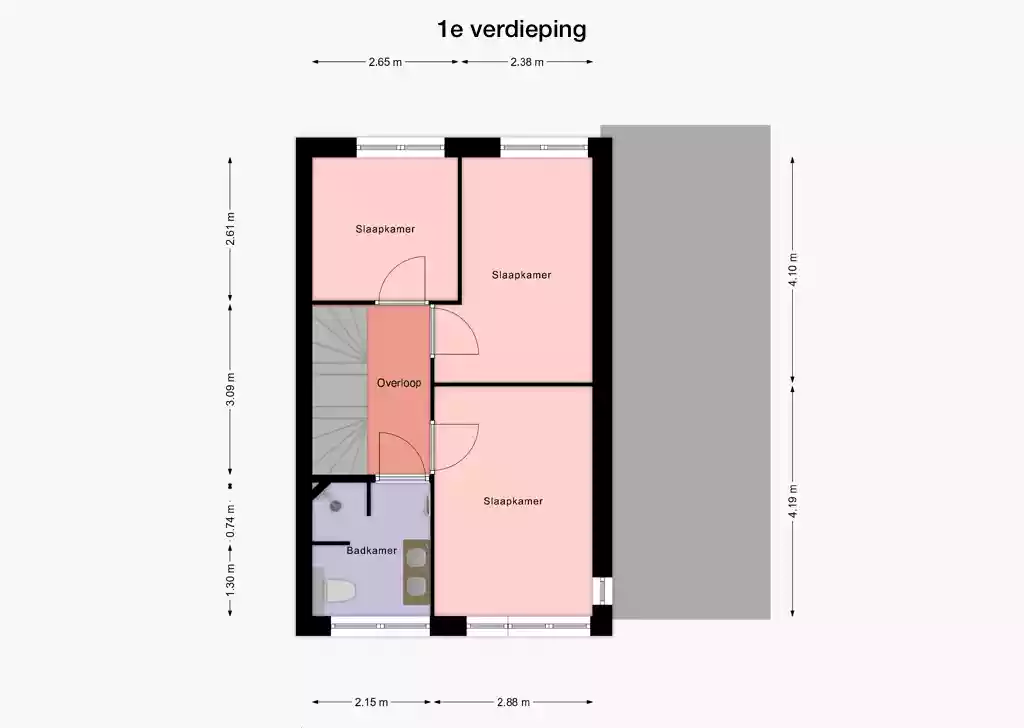 1e verdieping
2.65 m
2.38 m
2.61 m
Slaapkamer
Slaapkamer
4.10 m
3.09 m
Overloop
Slaapkamer
4.19 m
0.74 m
Badkamer
1.30 m
2.15 m
2.88 m